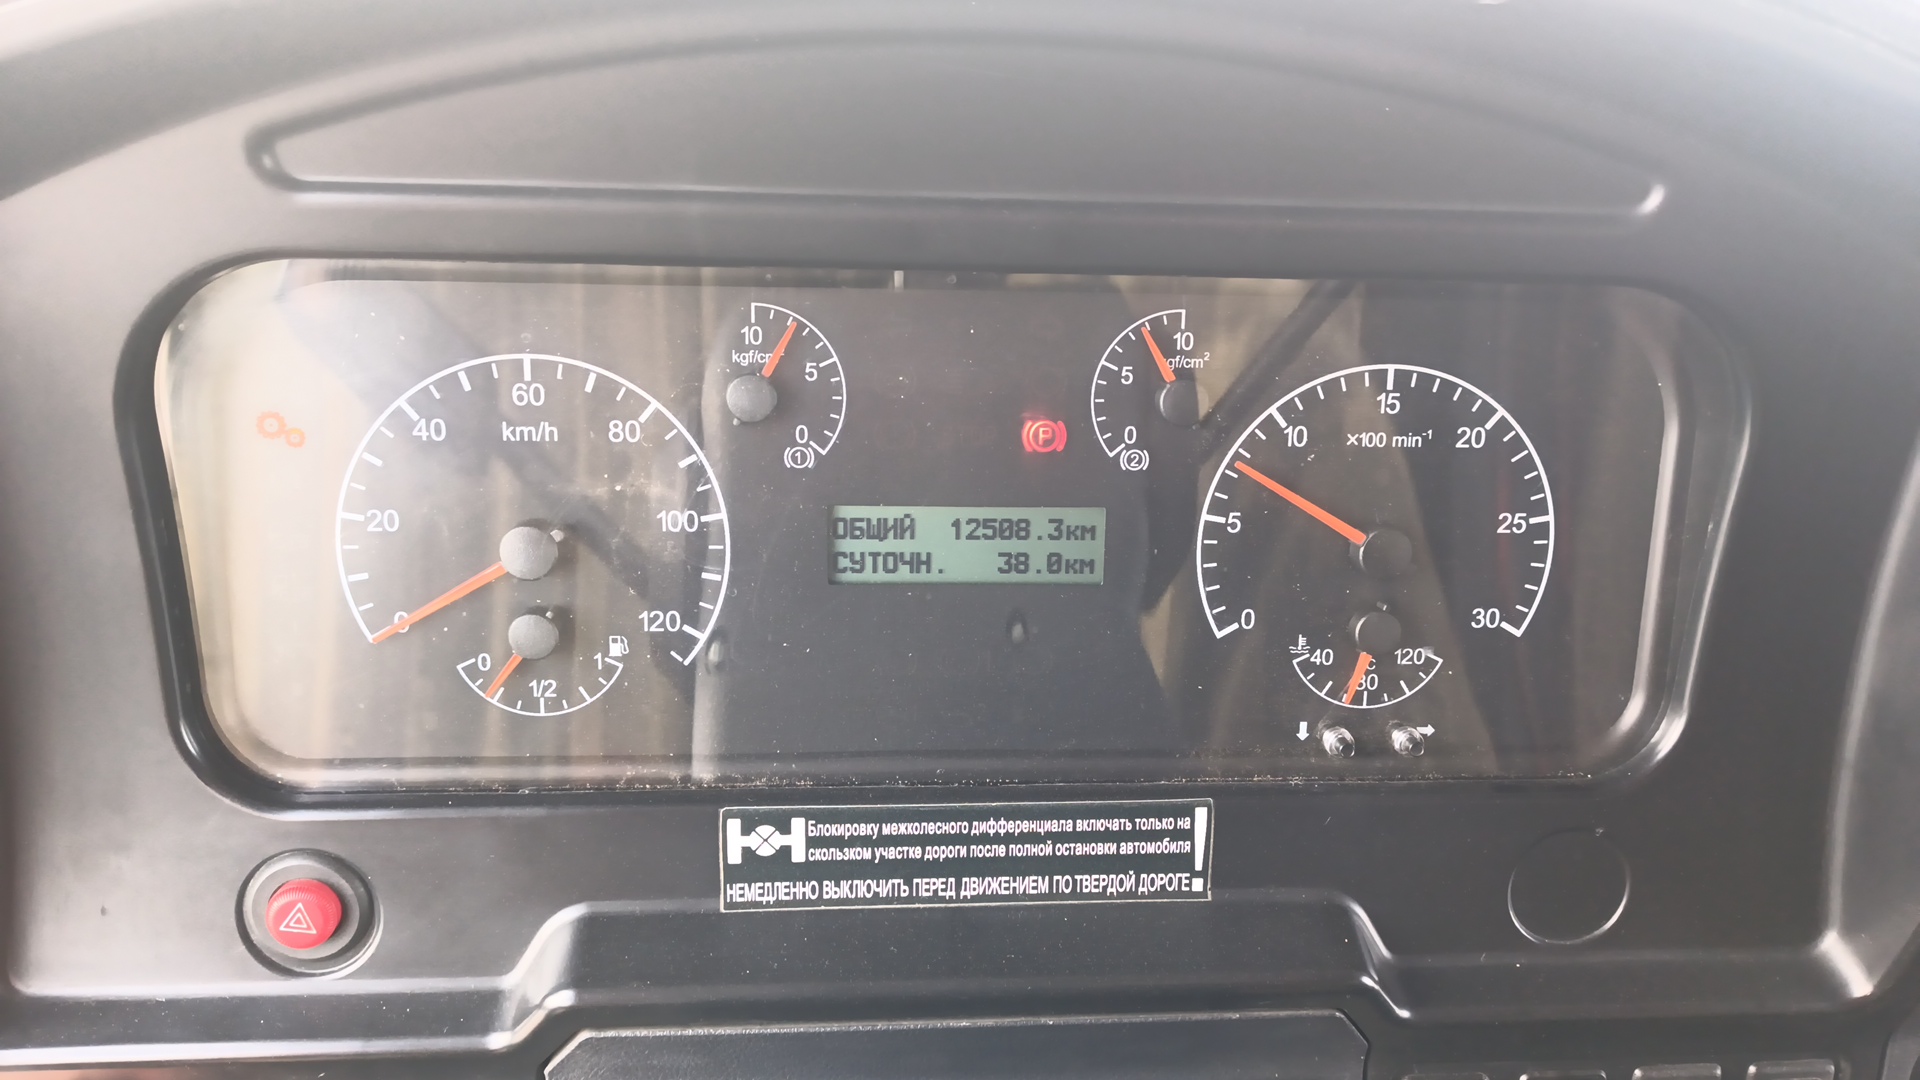 60
40
km/h
80
20
100
0
120
0
1/2
1
10
kgf/cm²
5
0
1
P
10
kgf/cm²
5
0
2
ОБЩИЙ 12508.3км
СУТОЧН. 38.0км
15
10
×100 min⁻¹
20
5
25
0
30
40
°C
120
80
Блокировку межколесного дифференциала включать только на
скользком участке дороги после полной остановки автомобиля
НЕМЕДЛЕННО ВЫКЛЮЧИТЬ ПЕРЕД ДВИЖЕНИЕМ ПО ТВЕРДОЙ ДОРОГЕ !